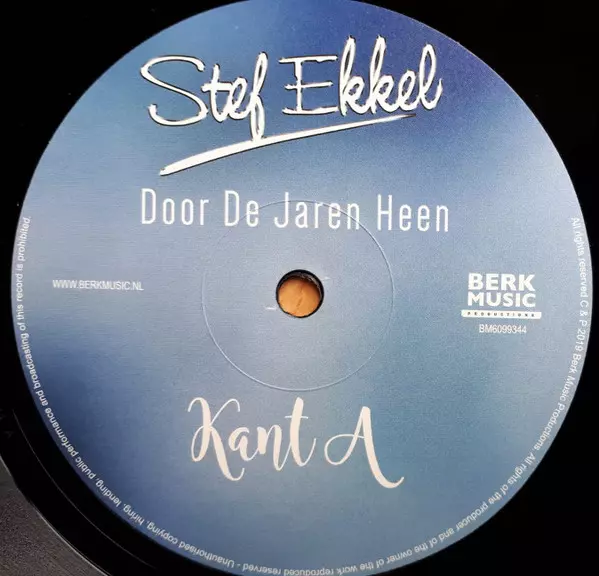 Stef Ekkel
Door De Jaren Heen
WWW.BERKMUSIC.NL
BERK
MUSIC
PRODUCTIONS
BM6099344
Kant A
All rights reserved C & P 2019 Berk Music Productions. All rights of the producer and of the owner of the work reproduced reserved - Unauthorised copying, hiring, lending, public performance and broadcasting of this record is prohibited.